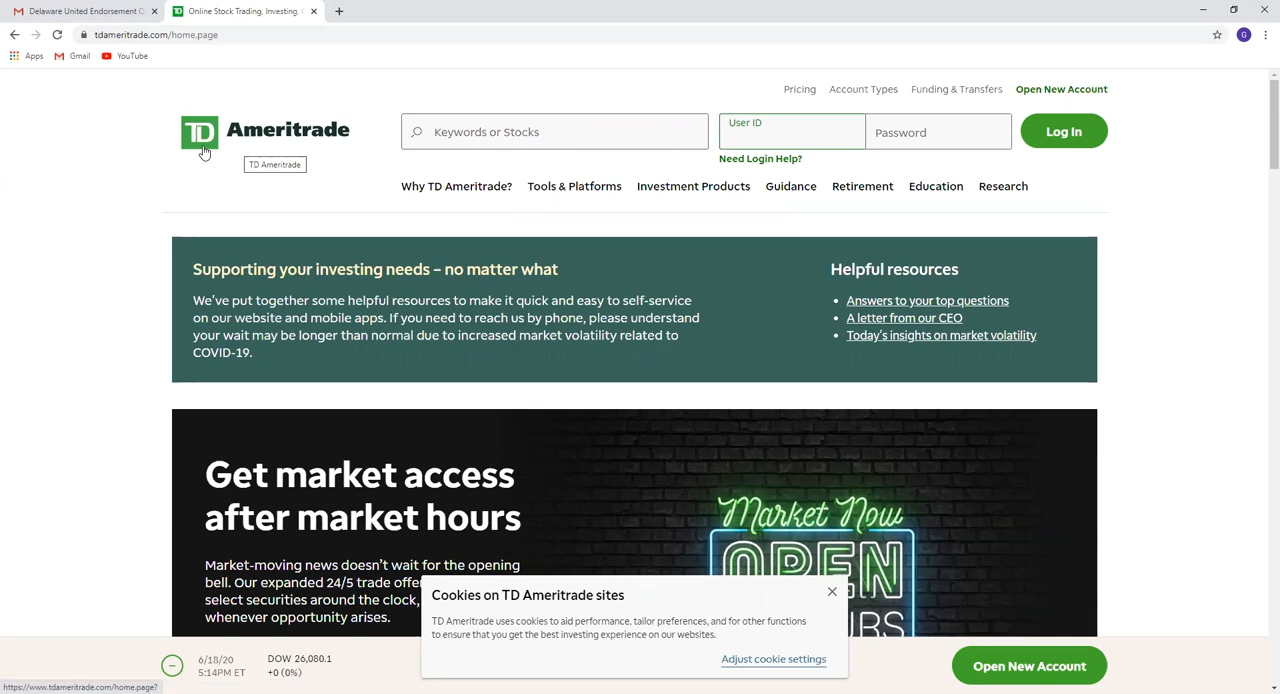 Delaware United Endorsement Q
Online Stock Trading, Investing,
tdameritrade.com/home.page
G
Apps
Gmail
YouTube
Pricing
Account Types
Funding & Transfers
Open New Account
TD Ameritrade
TD Ameritrade
Keywords or Stocks
User ID
Password
Log In
Need Login Help?
Why TD Ameritrade?
Tools & Platforms
Investment Products
Guidance
Retirement
Education
Research
Supporting your investing needs – no matter what
We've put together some helpful resources to make it quick and easy to self-service
on our website and mobile apps. If you need to reach us by phone, please understand
your wait may be longer than normal due to increased market volatility related to
COVID-19.
Helpful resources
• Answers to your top questions
• A letter from our CEO
• Today's insights on market volatility
Get market access
after market hours
Market-moving news doesn't wait for the opening
bell. Our expanded 24/5 trade offer
select securities around the clock,
whenever opportunity arises.
Market Now
OPEN
Cookies on TD Ameritrade sites
TD Ameritrade uses cookies to aid performance, tailor preferences, and for other functions
to ensure that you get the best investing experience on our websites.
Adjust cookie settings
6/18/20
5:14PM ET
DOW 26,080.1
+0 (0%)
Open New Account
https://www.tdameritrade.com/home.page?